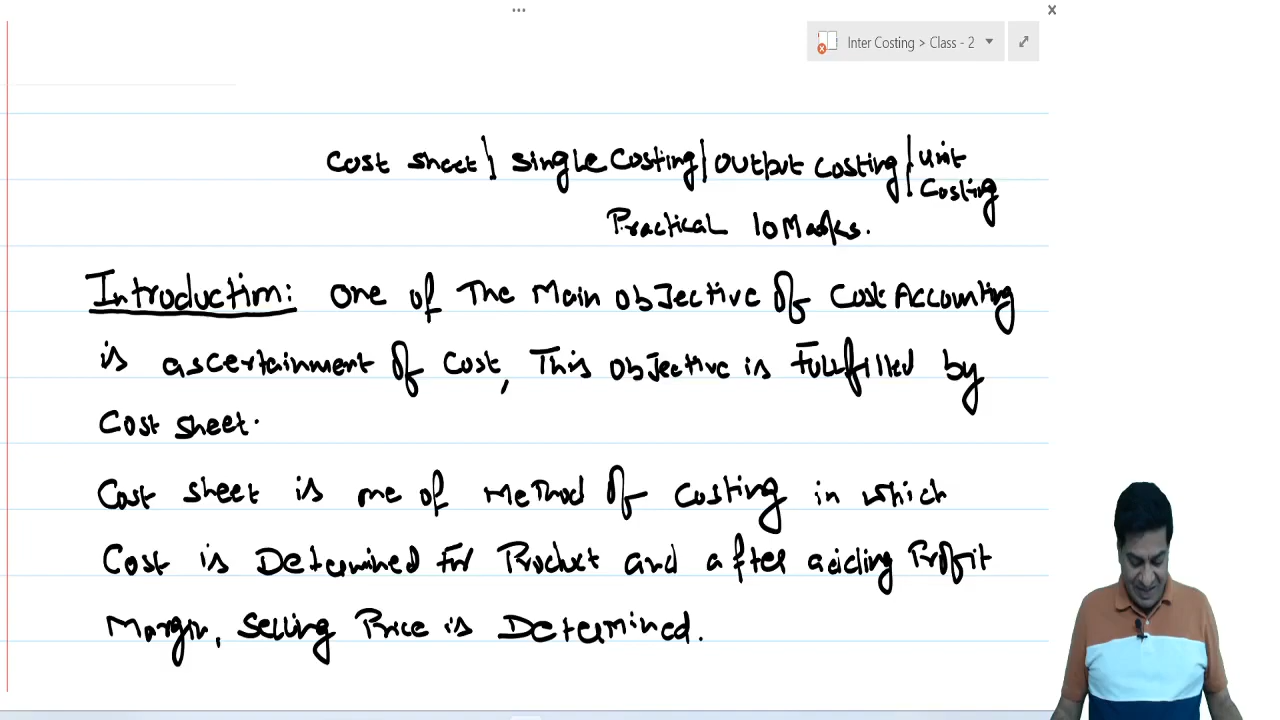 Inter Costing > Class - 2
Cost sheet | single Costing | output costing | unit Costing
Practical 10 Marks.
Introduction: One of The Main objective of Cost Accounting
is ascertainment of Cost, This objective is Fullfilled by
Cost sheet.
Cost sheet is one of Method of Costing in which
Cost is Determined for Product and after adding Profit
Margin, selling Price is Determined.